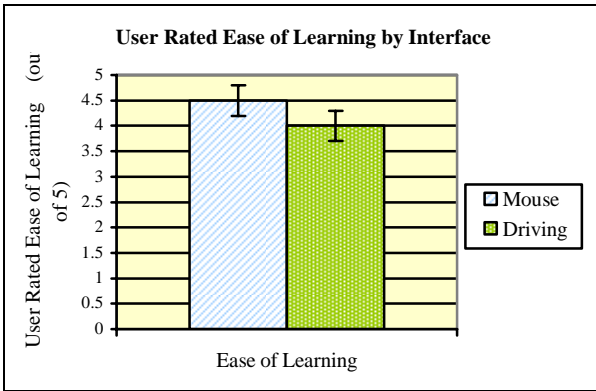 User Rated Ease of Learning by Interface
User Rated Ease of Learning (ou
of 5)
5
4.5
4
3.5
3
2.5
2
1.5
1
0.5
0
Ease of Learning
Mouse
Driving